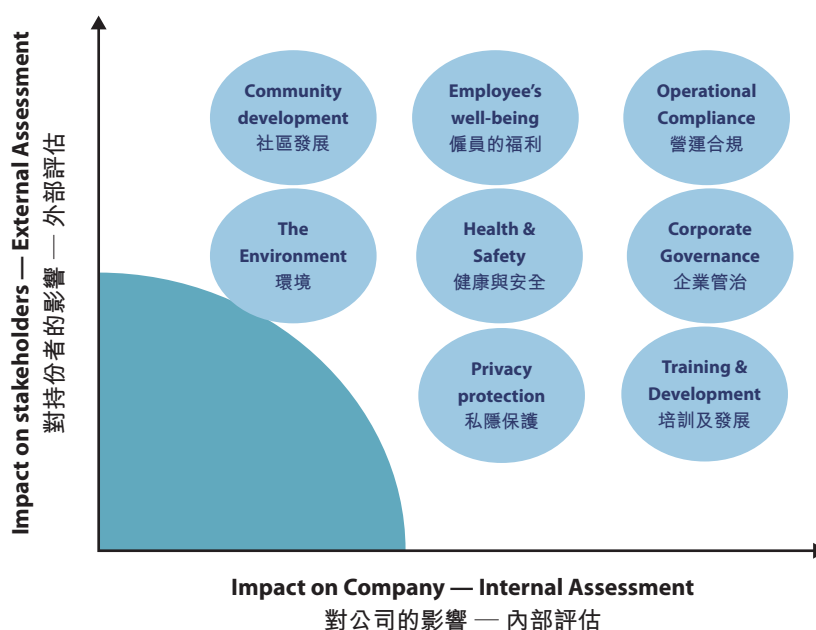 Impact on stakeholders — External Assessment
對持份者的影響 — 外部評估
Community
development
社區發展
Employee's
well-being
僱員的福利
Operational
Compliance
營運合規
The
Environment
環境
Health &
Safety
健康與安全
Corporate
Governance
企業管治
Privacy
protection
私隱保護
Training &
Development
培訓及發展
Impact on Company — Internal Assessment
對公司的影響 — 內部評估